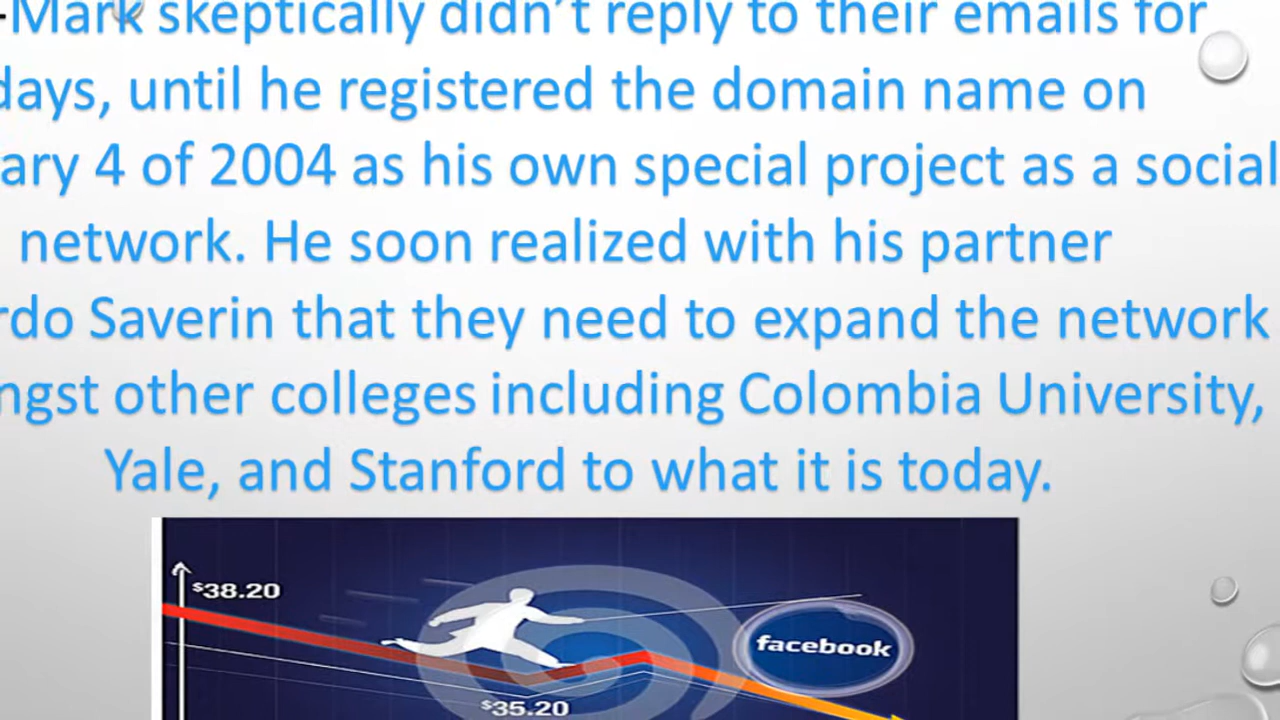 -Mark skeptically didn't reply to their emails for
days, until he registered the domain name on
ary 4 of 2004 as his own special project as a social
network. He soon realized with his partner
rdo Saverin that they need to expand the network
ngst other colleges including Colombia University,
Yale, and Stanford to what it is today.
$38.20
facebook
$35.20